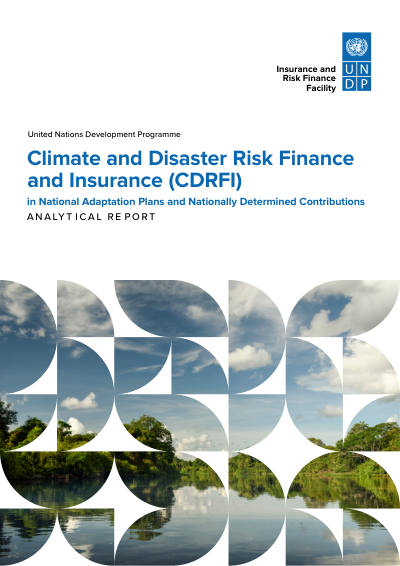 Insurance and
Risk Finance
Facility
U N
D P
United Nations Development Programme
Climate and Disaster Risk Finance
and Insurance (CDRFI)
in National Adaptation Plans and Nationally Determined Contributions
ANALYTICAL REPORT